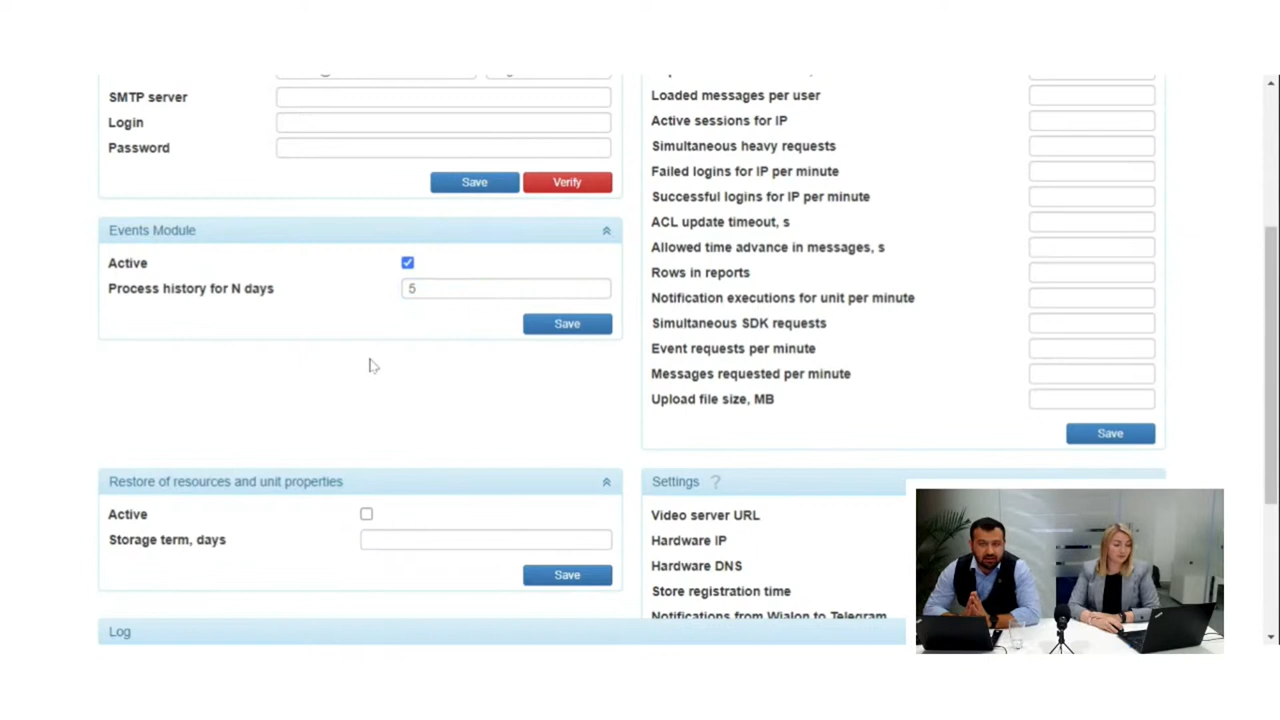 SMTP server
Login
Password
Save
Verify
Events Module
Active
Process history for N days
5
Save
Restore of resources and unit properties
Active
Storage term, days
Save
Log
Loaded messages per user
Active sessions for IP
Simultaneous heavy requests
Failed logins for IP per minute
Successful logins for IP per minute
ACL update timeout, s
Allowed time advance in messages, s
Rows in reports
Notification executions for unit per minute
Simultaneous SDK requests
Event requests per minute
Messages requested per minute
Upload file size, MB
Save
Settings ?
Video server URL
Hardware IP
Hardware DNS
Store registration time
Notifications from Wialon to Telegram